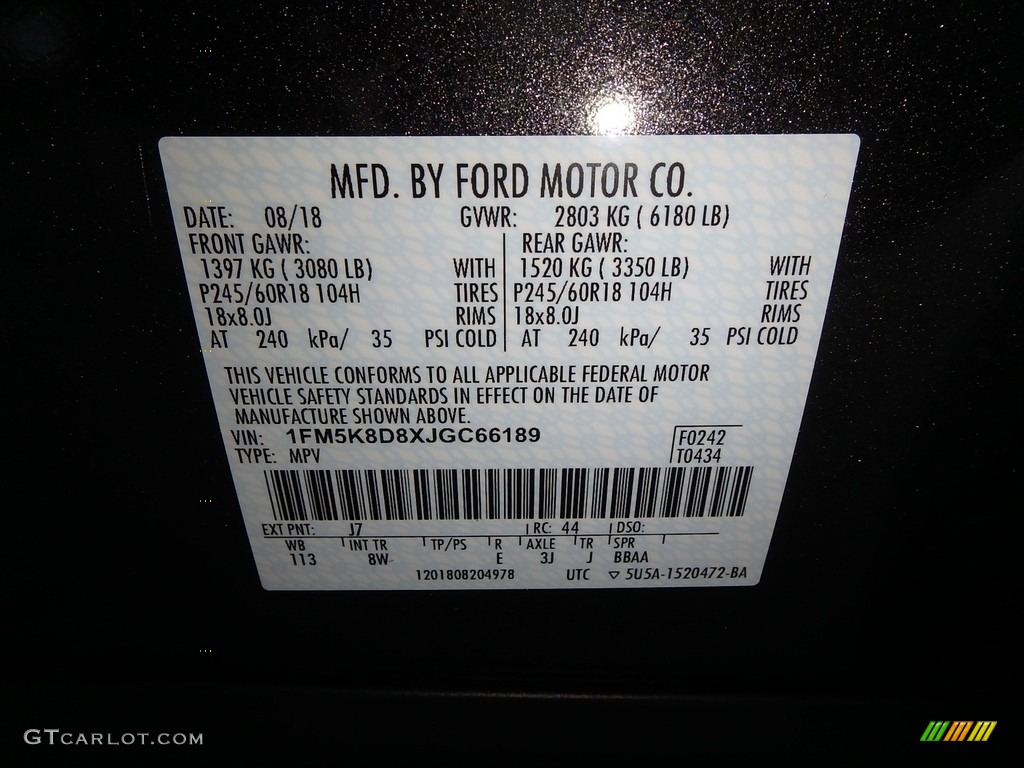 MFD. BY FORD MOTOR CO.
DATE: 08/18 GVWR: 2803 KG ( 6180 LB)
FRONT GAWR: REAR GAWR:
1397 KG ( 3080 LB) WITH 1520 KG ( 3350 LB) WITH
P245/60R18 104H TIRES P245/60R18 104H TIRES
18x8.0J RIMS 18x8.0J RIMS
AT 240 kPa/ 35 PSI COLD AT 240 kPa/ 35 PSI COLD
THIS VEHICLE CONFORMS TO ALL APPLICABLE FEDERAL MOTOR
VEHICLE SAFETY STANDARDS IN EFFECT ON THE DATE OF
MANUFACTURE SHOWN ABOVE.
VIN: 1FM5K8D8XJGC66189 F0242
TYPE: MPV T0434
EXT PNT: J7 RC: 44 DSO:
WB INT TR TP/PS R AXLE TR SPR
113 8W E 3J J BBAA
1201808204978 UTC ▽ 5U5A-1520472-BA
GTCARLOT.COM